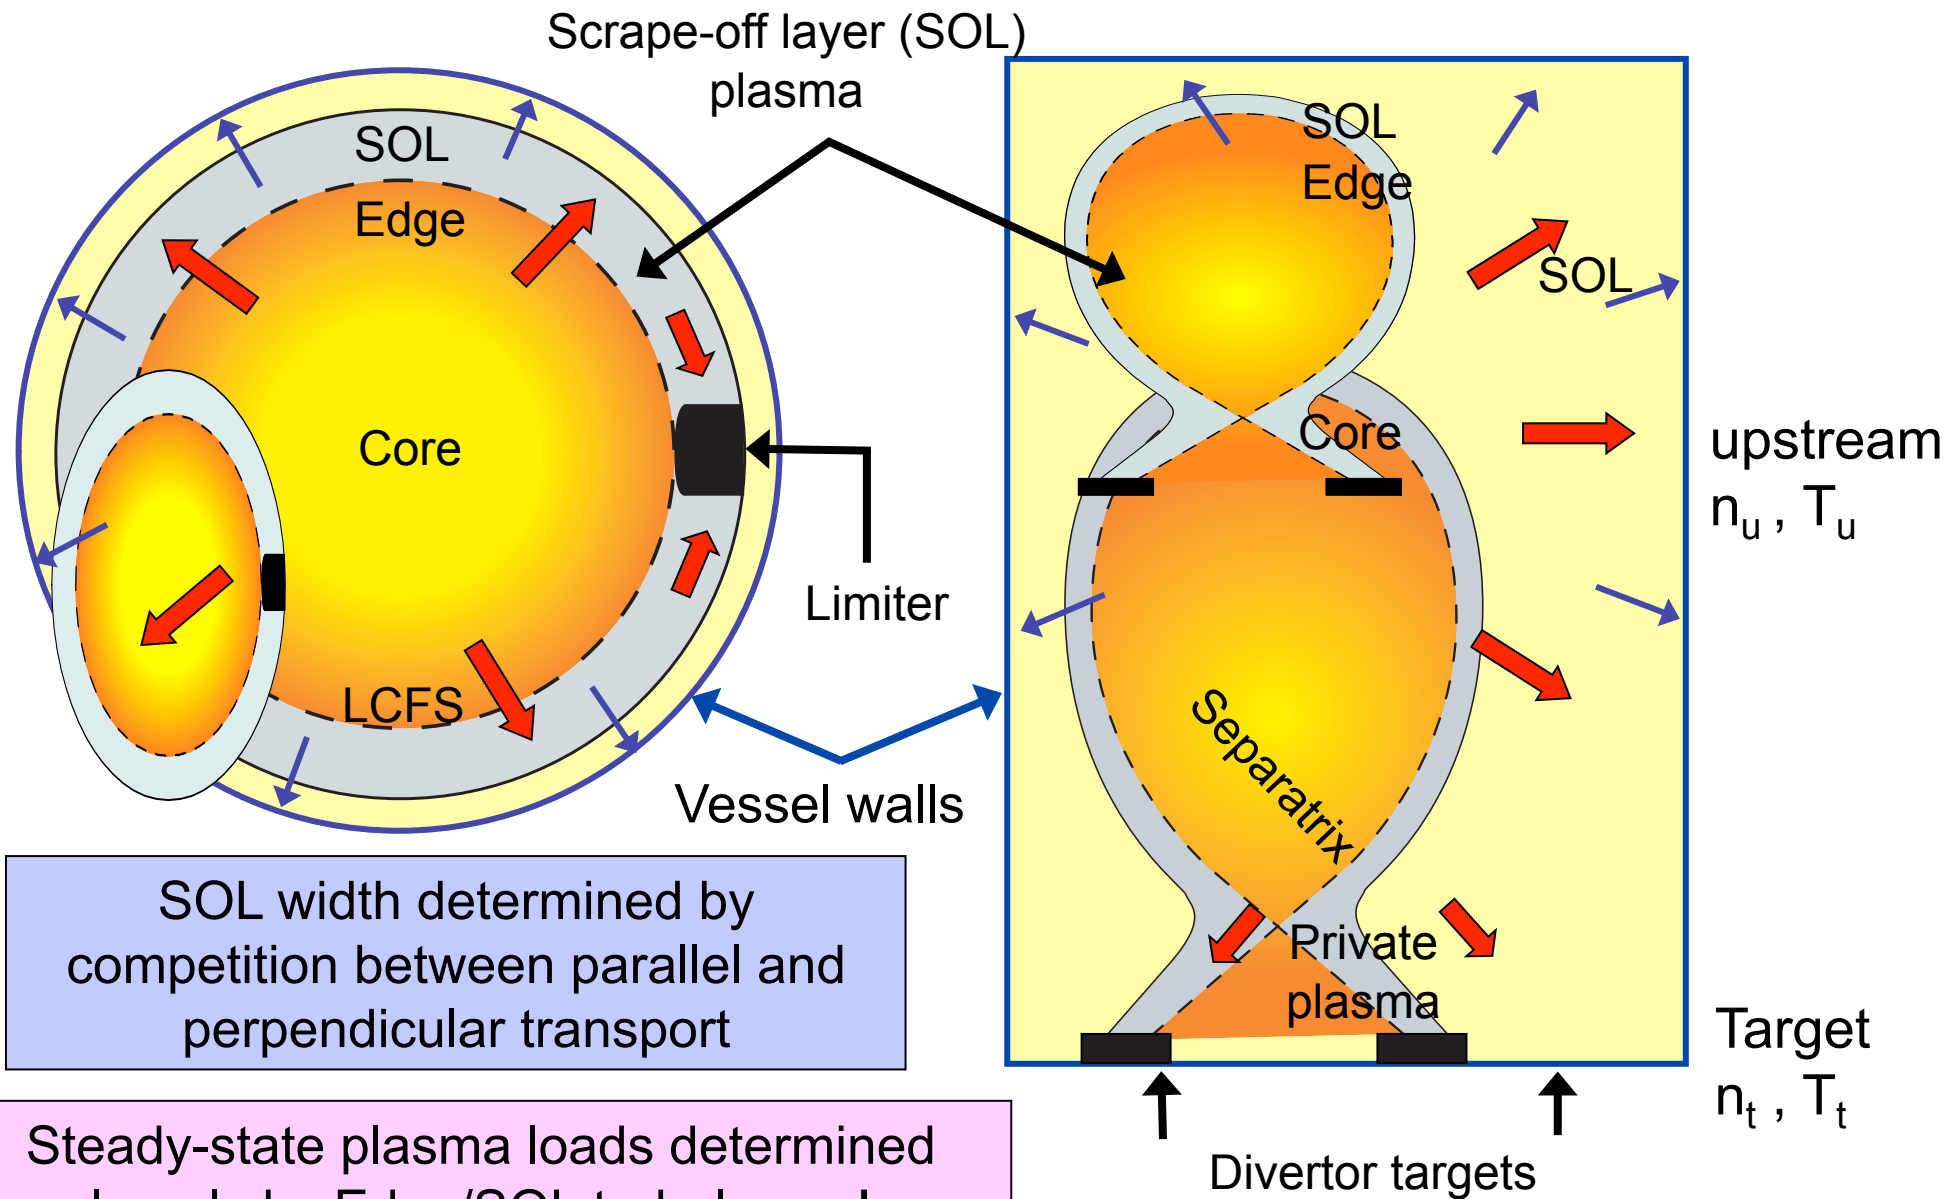 Scrape-off layer (SOL)
plasma
SOL
Edge
Core
LCFS
Limiter
Vessel walls
SOL
Edge
SOL
Core
Separatrix
Private
plasma
upstream
nᵤ , Tᵤ
Target
nₜ , Tₜ
Divertor targets
SOL width determined by
competition between parallel and
perpendicular transport
Steady-state plasma loads determined